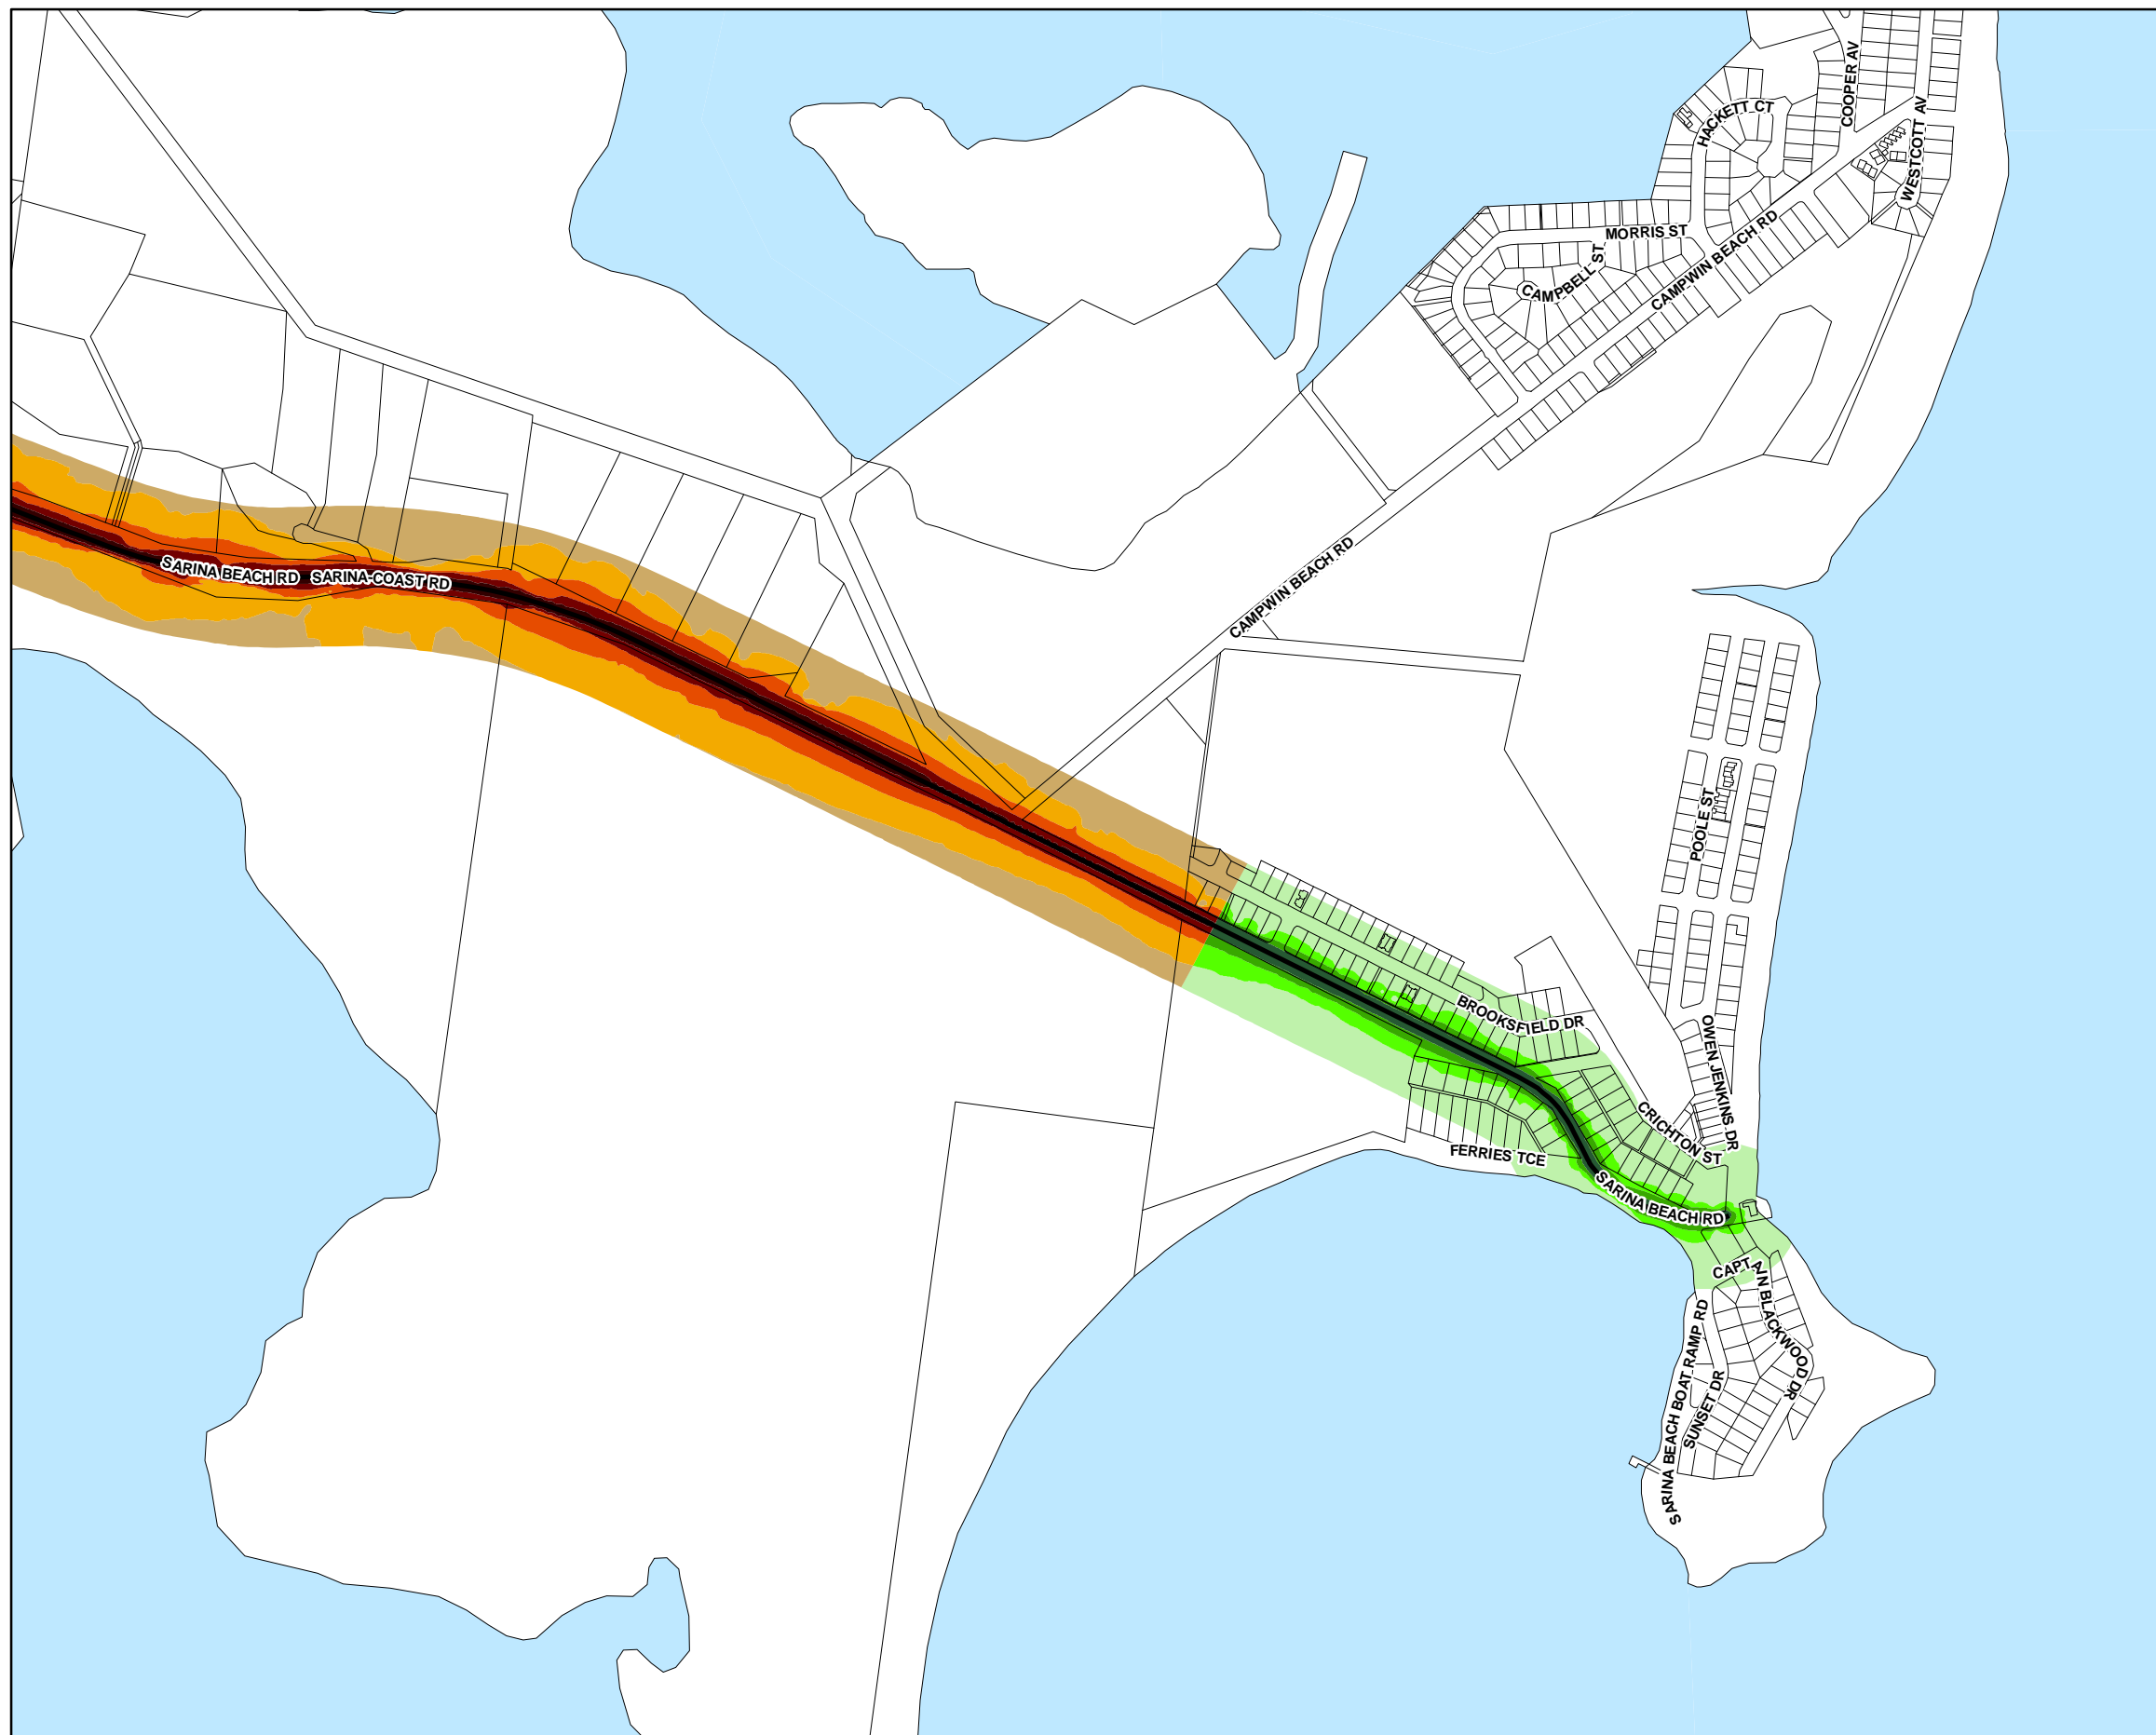 COOPER AV
HACKETT CT
WESTCOTT AV
MORRIS ST
CAMPBELL ST
CAMPWIN BEACH RD
CAMPWIN BEACH RD
SARINA BEACH RD
SARINA-COAST RD
POOLE ST
BROOKSFIELD DR
OWEN JENKINS DR
CRICHTON ST
FERRIES TCE
SARINA BEACH RD
CAPTAIN BLACKWOOD DR
SARINA BEACH BOAT RAMP RD
SUNSET DR